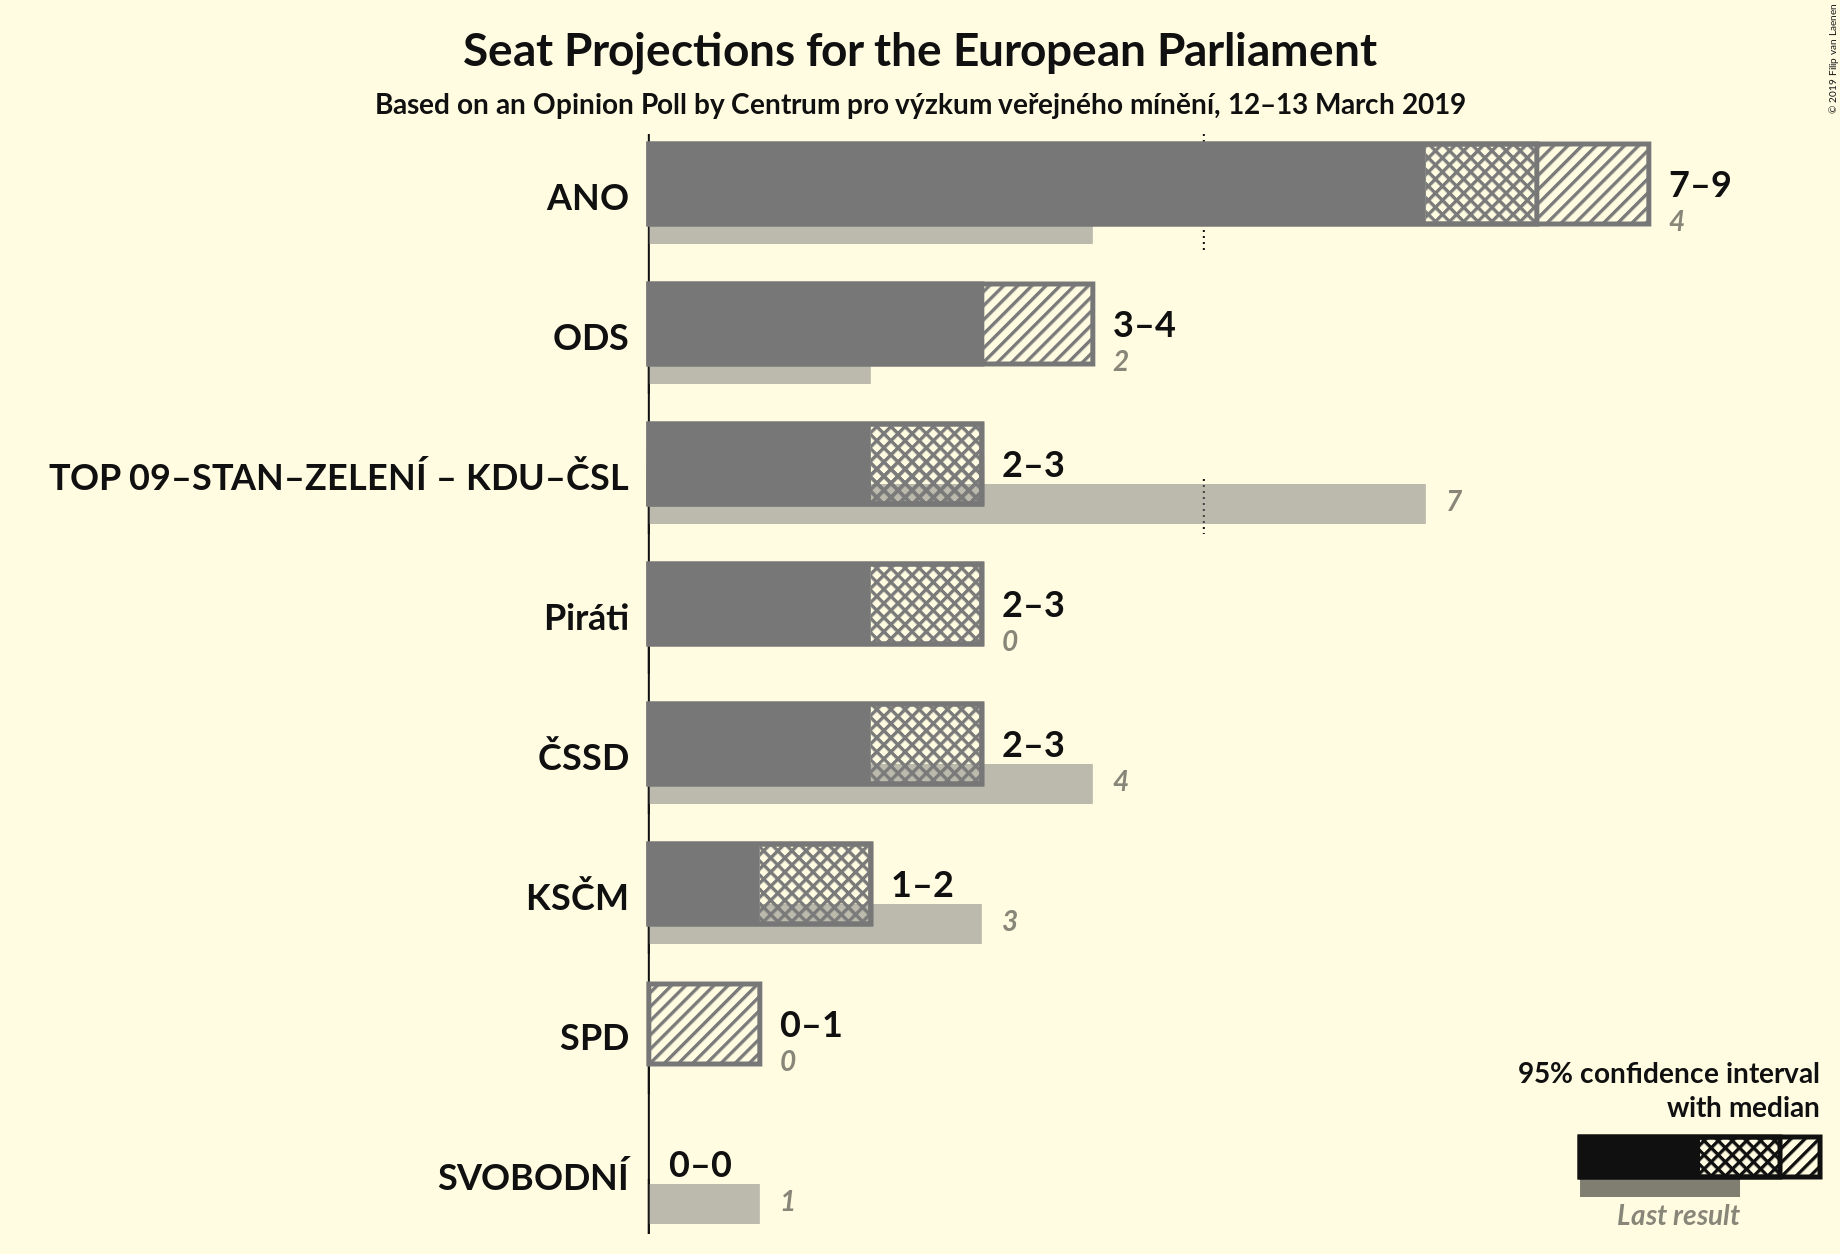 Seat Projections for the European Parliament
Based on an Opinion Poll by Centrum pro výzkum veřejného mínění, 12–13 March 2019
© 2019 Filip van Laenen
ANO
7–9
4
ODS
3–4
2
TOP 09–STAN–ZELENÍ – KDU–ČSL
2–3
7
Piráti
2–3
0
ČSSD
2–3
4
KSČM
1–2
3
SPD
0–1
0
SVOBODNÍ
0–0
1
95% confidence interval
with median
Last result